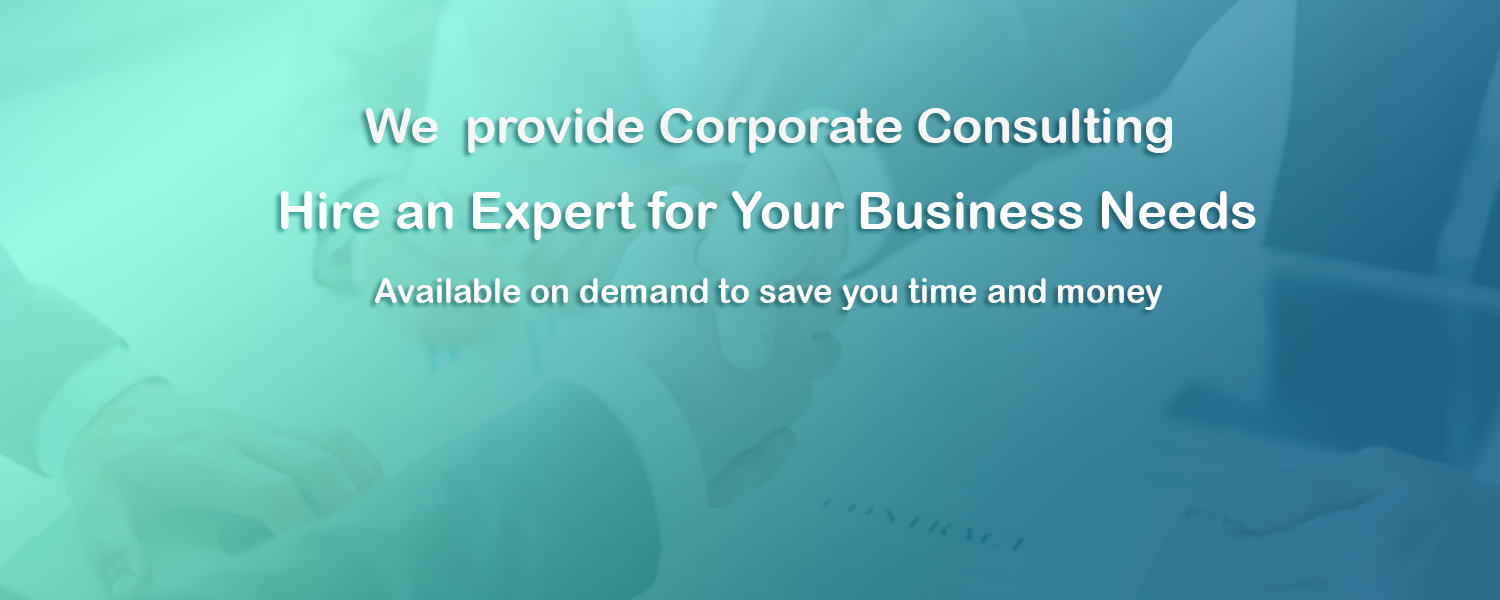 We provide Corporate Consulting
Hire an Expert for Your Business Needs
Available on demand to save you time and money
CONTRACT